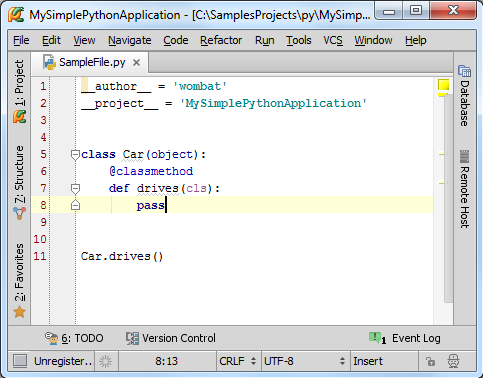 MySimplePythonApplication - [C:\SamplesProjects\py\MySimp...
File Edit View Navigate Code Refactor Run Tools VCS Window Help
SampleFile.py
1: Project
7: Structure
2: Favorites
1 __author__ = 'wombat'
2 __project__ = 'MySimplePythonApplication'
3
4
5 class Car(object):
6 @classmethod
7 def drives(cls):
8 pass
9
10
11 Car.drives()
Database
Remote Host
6: TODO Version Control 1 Event Log
Unregister.. 8:13 CRLF UTF-8 Insert